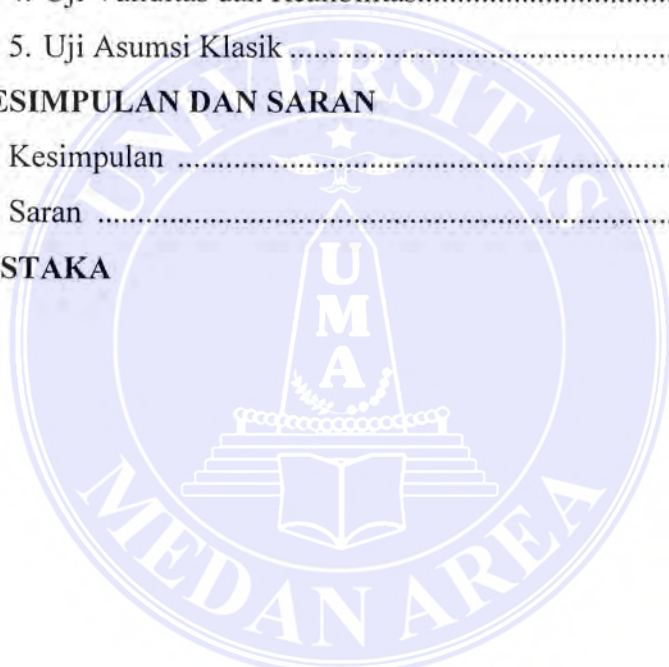 5. Uji Asumsi Klasik ........................................................
ESIMPULAN DAN SARAN
Kesimpulan ........................................................................
Saran ....................................................................................
STAKA
UNIVERSITAS
UMA
MEDAN AREA